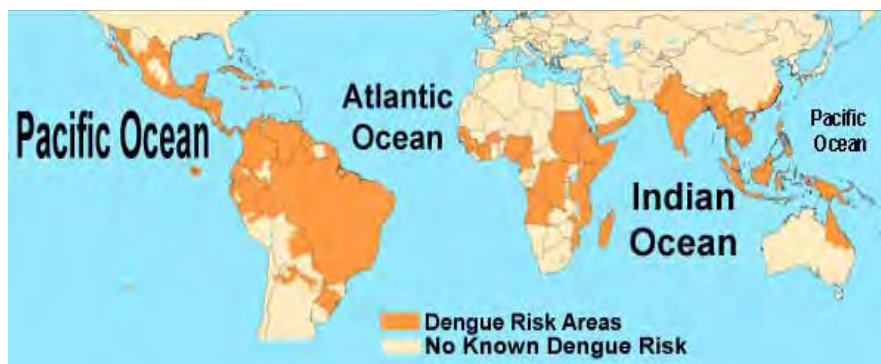 Pacific Ocean
Atlantic
Ocean
Indian
Ocean
Pacific
Ocean
Dengue Risk Areas
No Known Dengue Risk